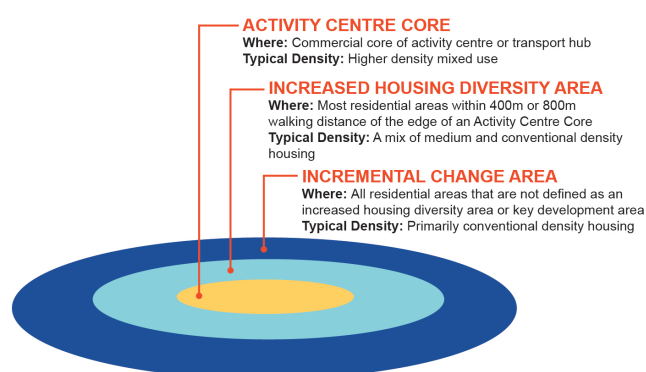 ACTIVITY CENTRE CORE
Where: Commercial core of activity centre or transport hub
Typical Density: Higher density mixed use
INCREASED HOUSING DIVERSITY AREA
Where: Most residential areas within 400m or 800m
walking distance of the edge of an Activity Centre Core
Typical Density: A mix of medium and conventional density
housing
INCREMENTAL CHANGE AREA
Where: All residential areas that are not defined as an
increased housing diversity area or key development area
Typical Density: Primarily conventional density housing